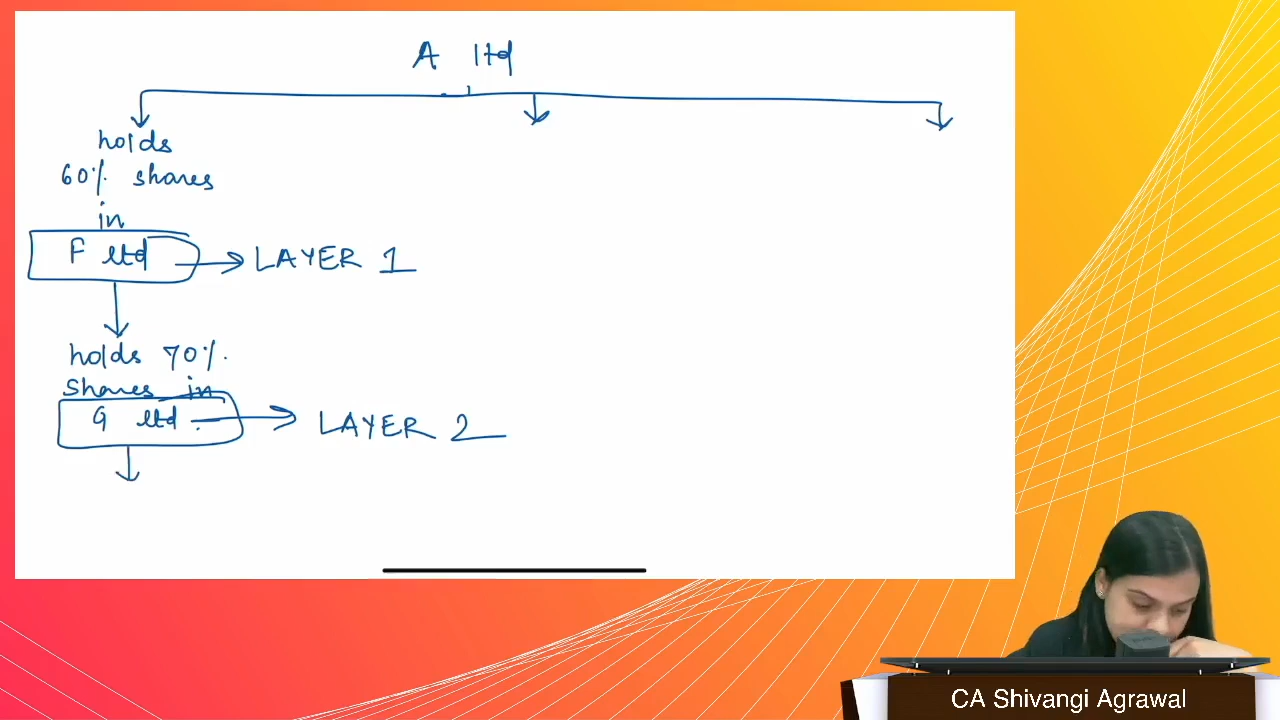 A ltd
holds
60% shares
in
F ltd → LAYER 1
holds 70%
Shares in
G ltd. → LAYER 2
CA Shivangi Agrawal